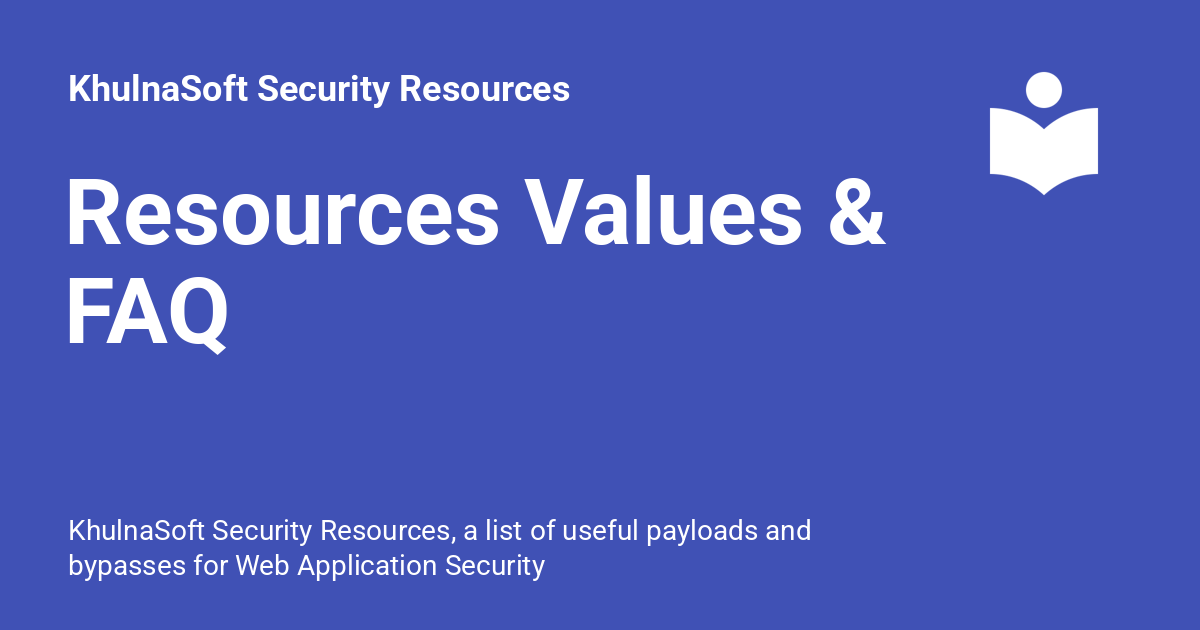 KhulnaSoft Security Resources
Resources Values &
FAQ
KhulnaSoft Security Resources, a list of useful payloads and
bypasses for Web Application Security